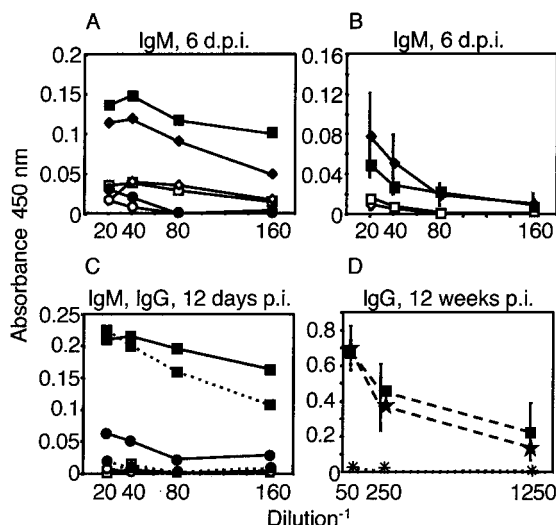 A
IgM, 6 d.p.i.
0.2
0.15
0.1
0.05
0
20 40 80 160
B
IgM, 6 d.p.i.
0.16
0.12
0.08
0.04
0
20 40 80 160
C
IgM, IgG, 12 days p.i.
0.25
0.2
0.15
0.1
0.05
0
20 40 80 160
D
IgG, 12 weeks p.i.
0.8
0.6
0.4
0.2
0
50 250 1250
Absorbance 450 nm
Dilution⁻¹